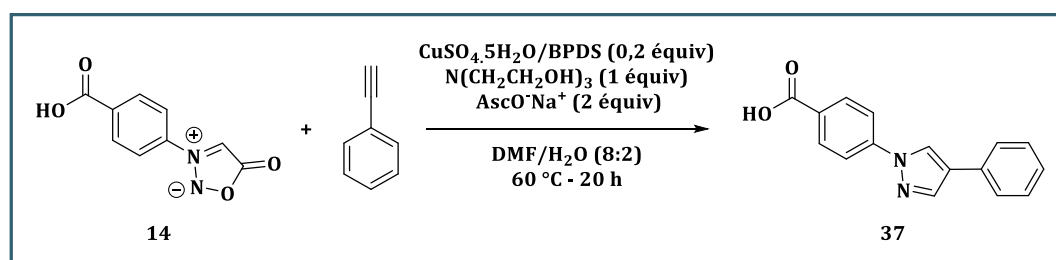 CuSO4.5H2O/BPDS (0,2 équiv)
N(CH2CH2OH)3 (1 équiv)
AscO-Na+ (2 équiv)
DMF/H2O (8:2)
60 °C - 20 h
O
HO
N
+
N
−
O
O
14
+
O
HO
N
N
37